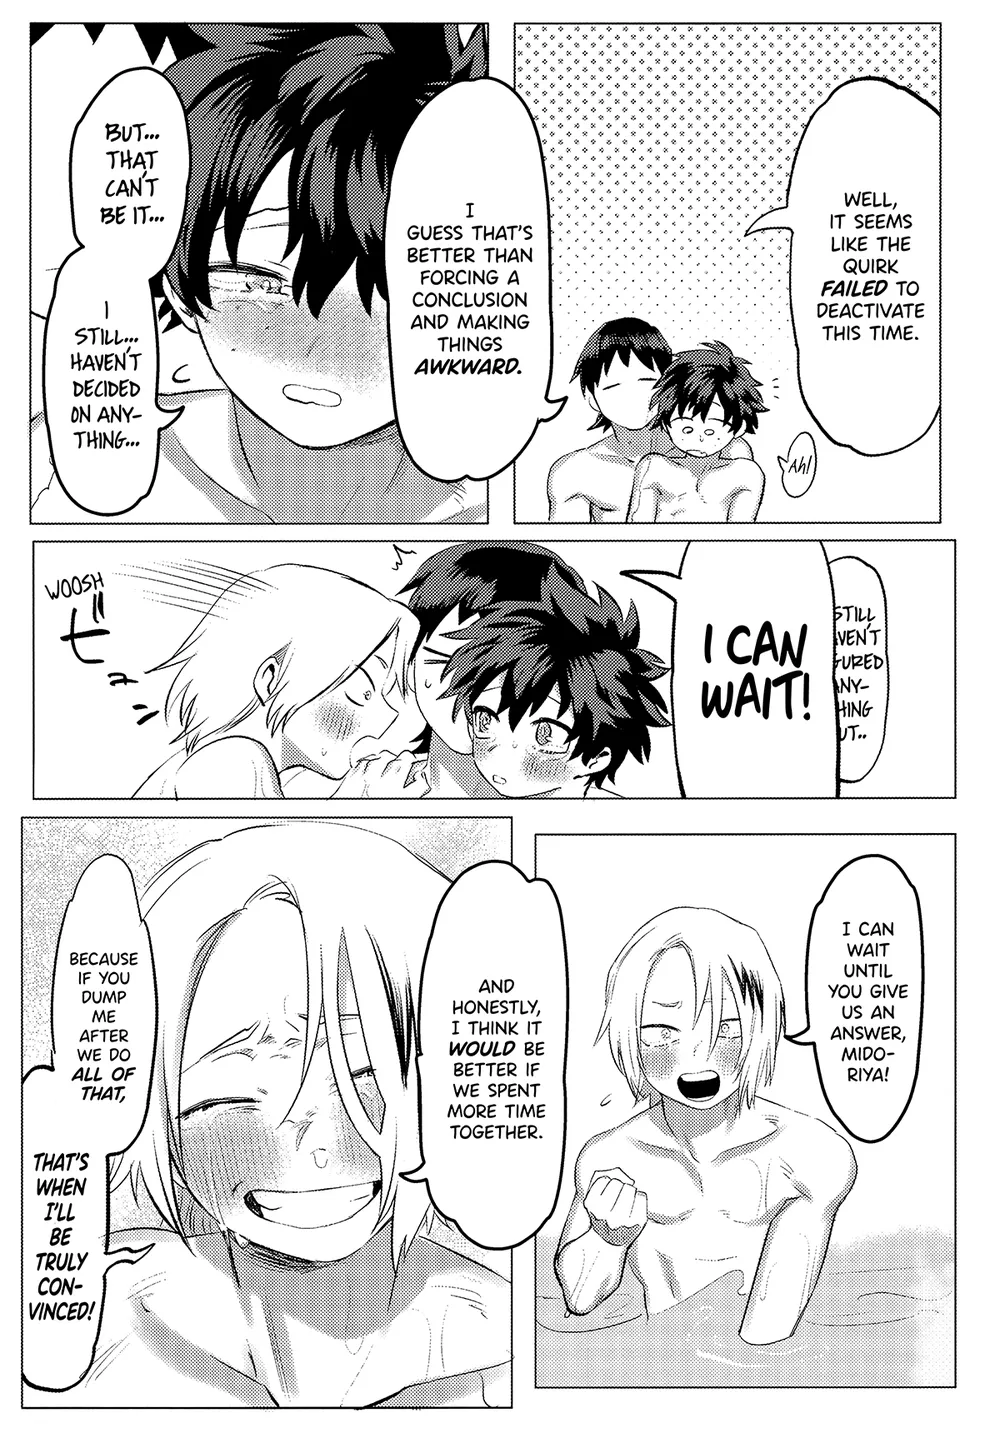 WELL,
IT SEEMS
LIKE THE
QUIRK
FAILED TO
DEACTIVATE
THIS TIME.
Ah!
I
GUESS THAT'S
BETTER THAN
FORCING A
CONCLUSION
AND MAKING
THINGS
AWKWARD.
BUT...
THAT
CAN'T
BE IT...
I
STILL...
HAVEN'T
DECIDED
ON ANY-
THING...
STILL
GURED
ANY-
HING
UT..
I CAN
WAIT!
WOOSH
I CAN
WAIT
UNTIL
YOU GIVE
US AN
ANSWER,
MIDO-
RIYA!
AND
HONESTLY,
I THINK IT
WOULD BE
BETTER IF
WE SPENT
MORE TIME
TOGETHER.
BECAUSE
IF YOU
DUMP
ME
AFTER
WE DO
ALL OF
THAT,
THAT'S
WHEN
I'LL
BE
TRULY
CON-
VINCED!